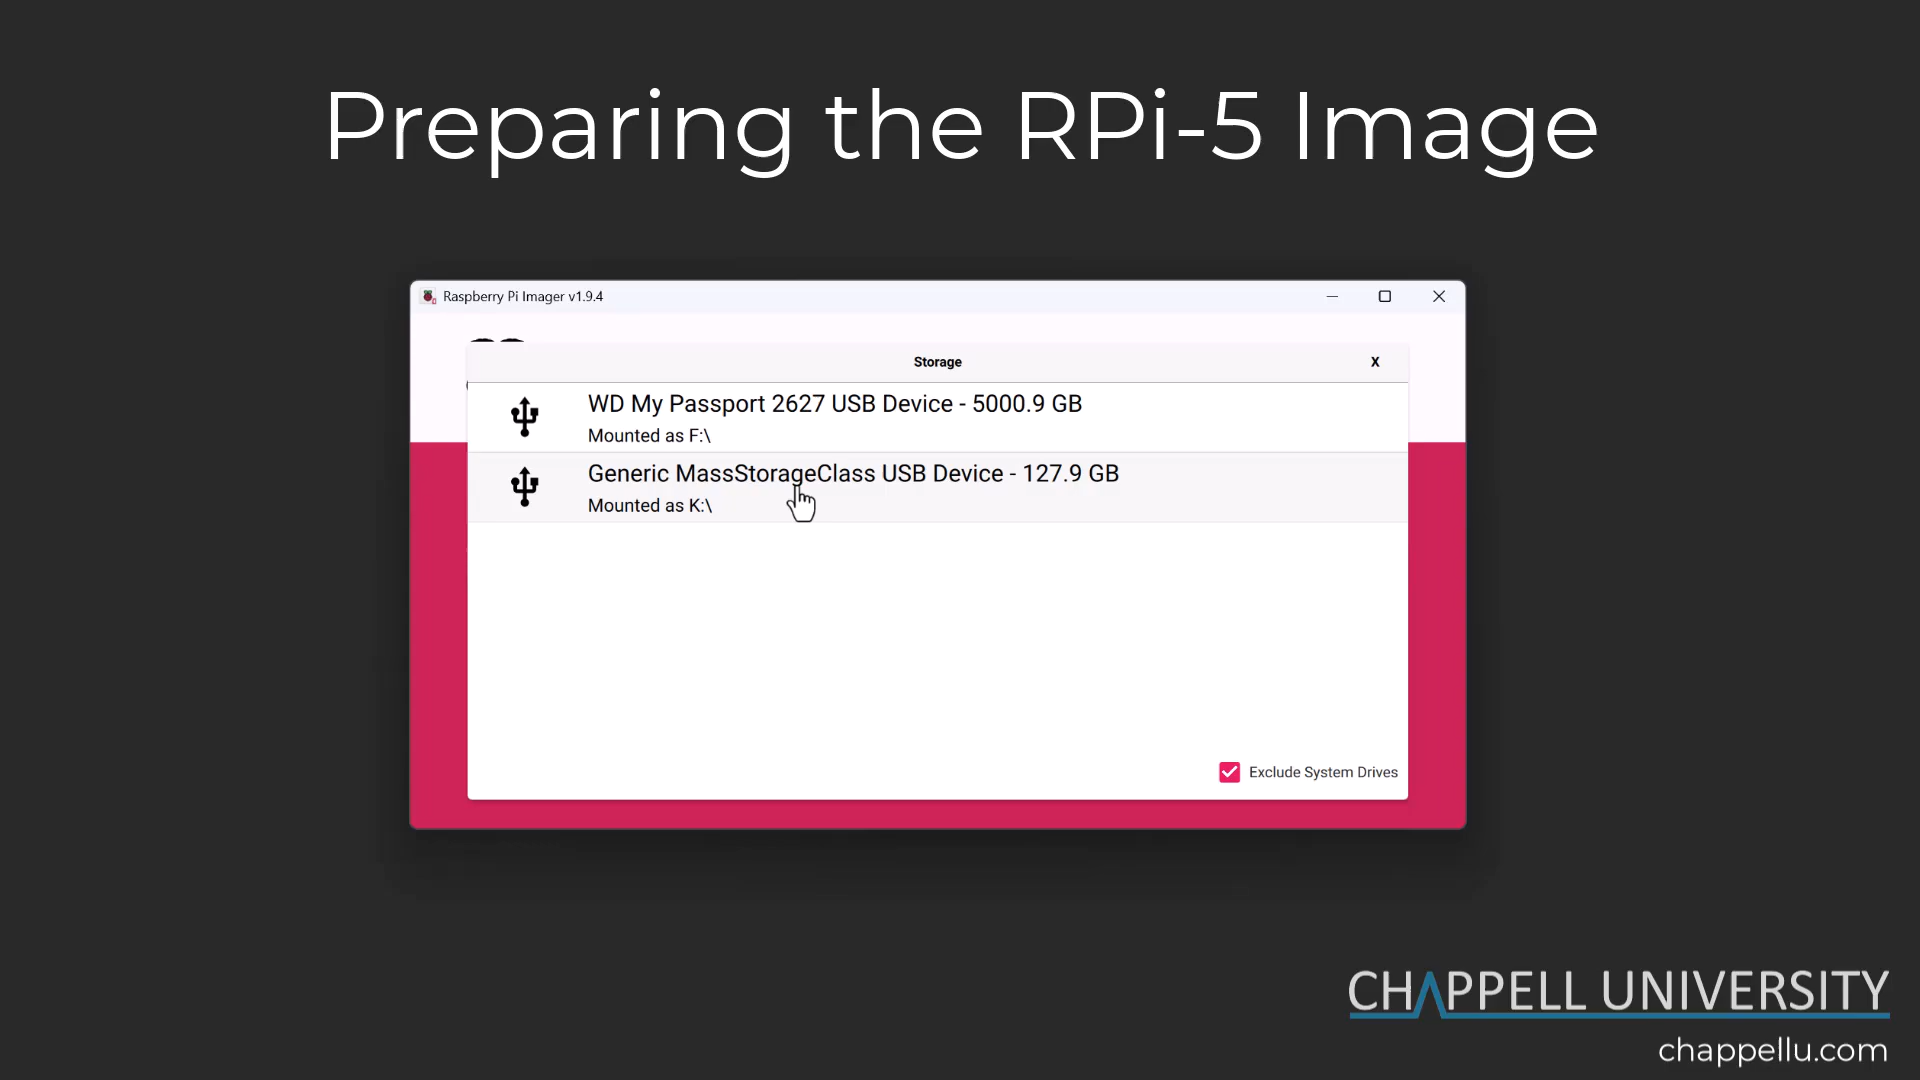 Preparing the RPi-5 Image
Raspberry Pi Imager v1.9.4
Storage
X
WD My Passport 2627 USB Device - 5000.9 GB
Mounted as F:\
Generic MassStorageClass USB Device - 127.9 GB
Mounted as K:\
Exclude System Drives
CHAPPELL UNIVERSITY
chappellu.com